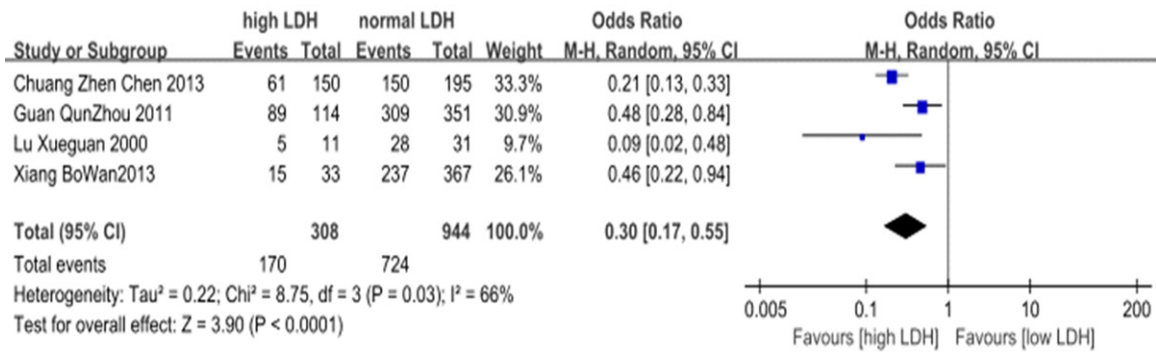 high LDH normal LDH Odds Ratio Odds Ratio
Study or Subgroup Events Total Events Total Weight M-H, Random, 95% CI M-H, Random, 95% CI
Chuang Zhen Chen 2013 61 150 150 195 33.3% 0.21 [0.13, 0.33]
Guan QunZhou 2011 89 114 309 351 30.9% 0.48 [0.28, 0.84]
Lu Xueguan 2000 5 11 28 31 9.7% 0.09 [0.02, 0.48]
Xiang BoWan2013 15 33 237 367 26.1% 0.46 [0.22, 0.94]
Total (95% CI) 308 944 100.0% 0.30 [0.17, 0.55]
Total events 170 724
Heterogeneity: Tau² = 0.22; Chi² = 8.75, df = 3 (P = 0.03); I² = 66%
Test for overall effect: Z = 3.90 (P < 0.0001)
0.005 0.1 1 10 200
Favours [high LDH] Favours [low LDH]